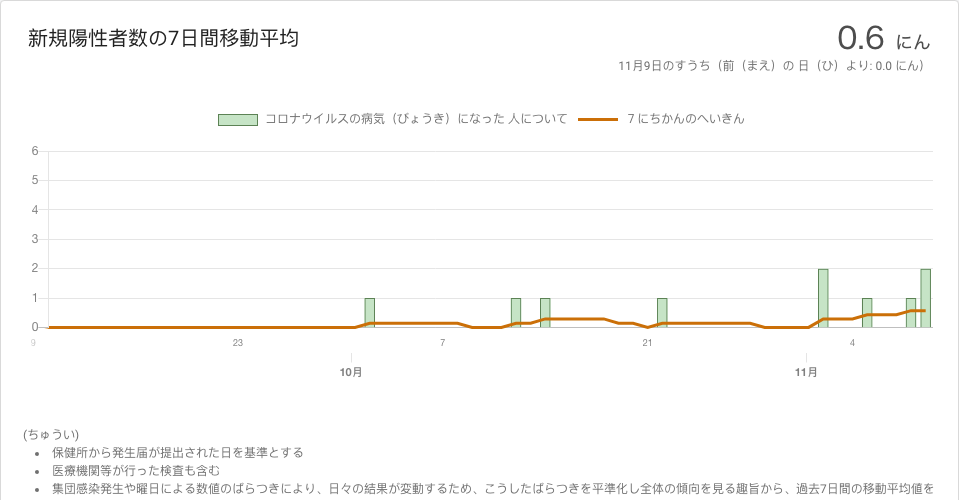 新規陽性者数の7日間移動平均
0.6 にん
11月9日のすうち（前（まえ）の 日（ひ）より: 0.0 にん）
コロナウイルスの病気（びょうき）になった 人について 7 にちかんのへいきん
6
5
4
3
2
1
0
9 23 7 21 4
10月 11月
(ちゅうい)
• 保健所から発生届が提出された日を基準とする
• 医療機関等が行った検査も含む
• 集団感染発生や曜日による数値のばらつきにより、日々の結果が変動するため、こうしたばらつきを平準化し全体の傾向を見る趣旨から、過去7日間の移動平均値を